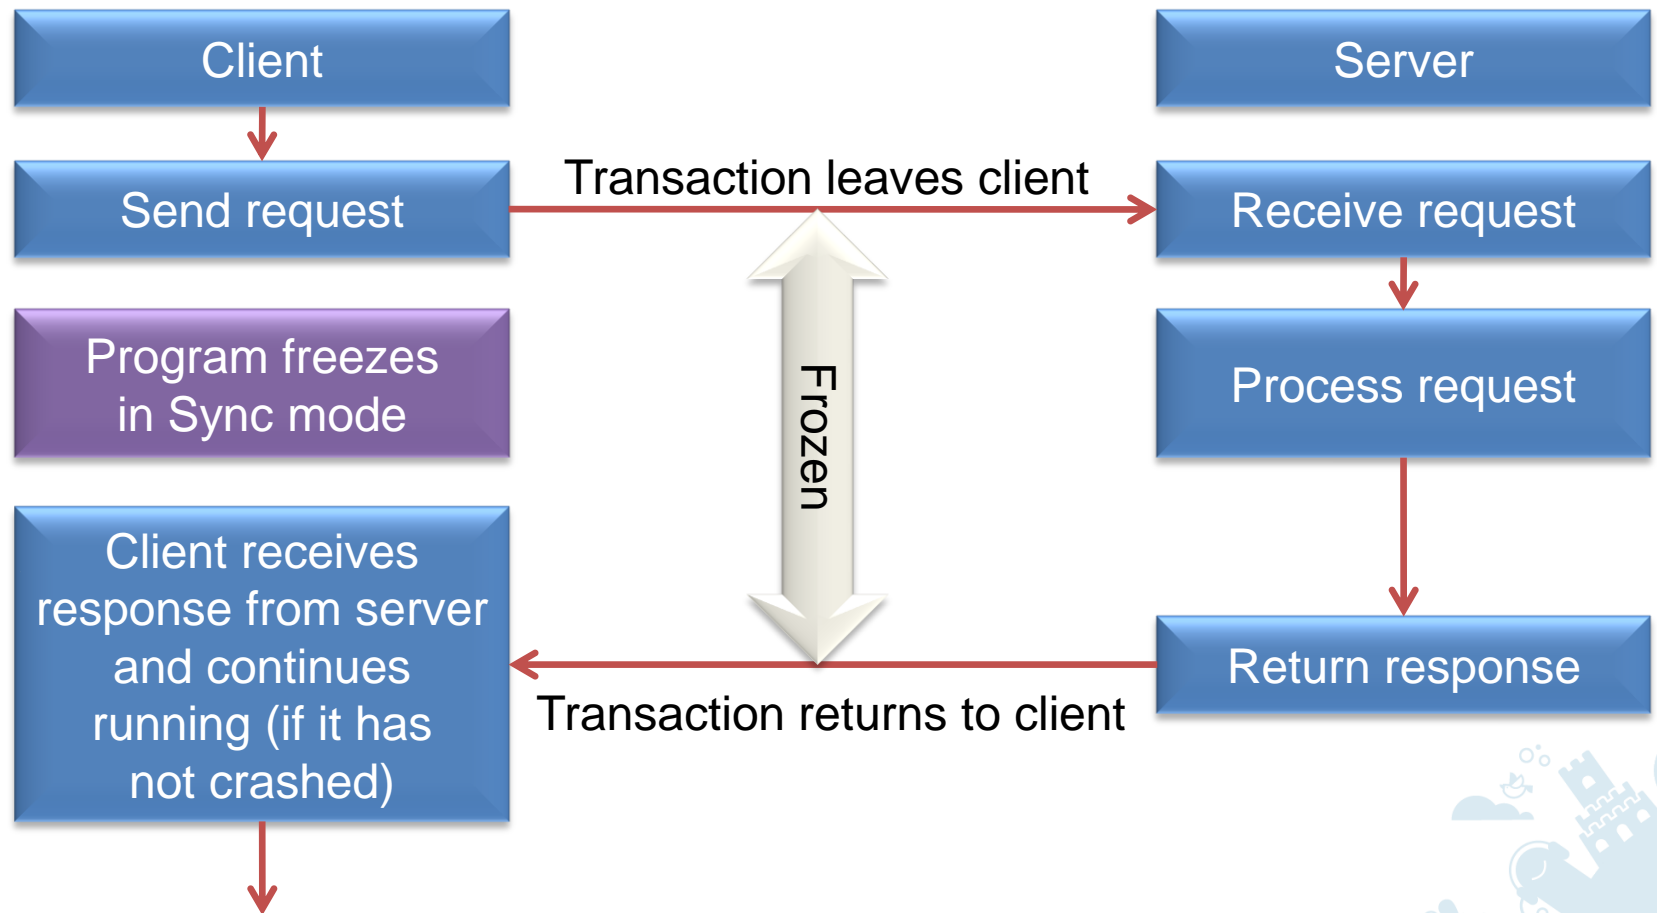 Client
Server
Send request
Transaction leaves client
Receive request
Program freezes
in Sync mode
Frozen
Process request
Client receives
response from server
and continues
running (if it has
not crashed)
Transaction returns to client
Return response